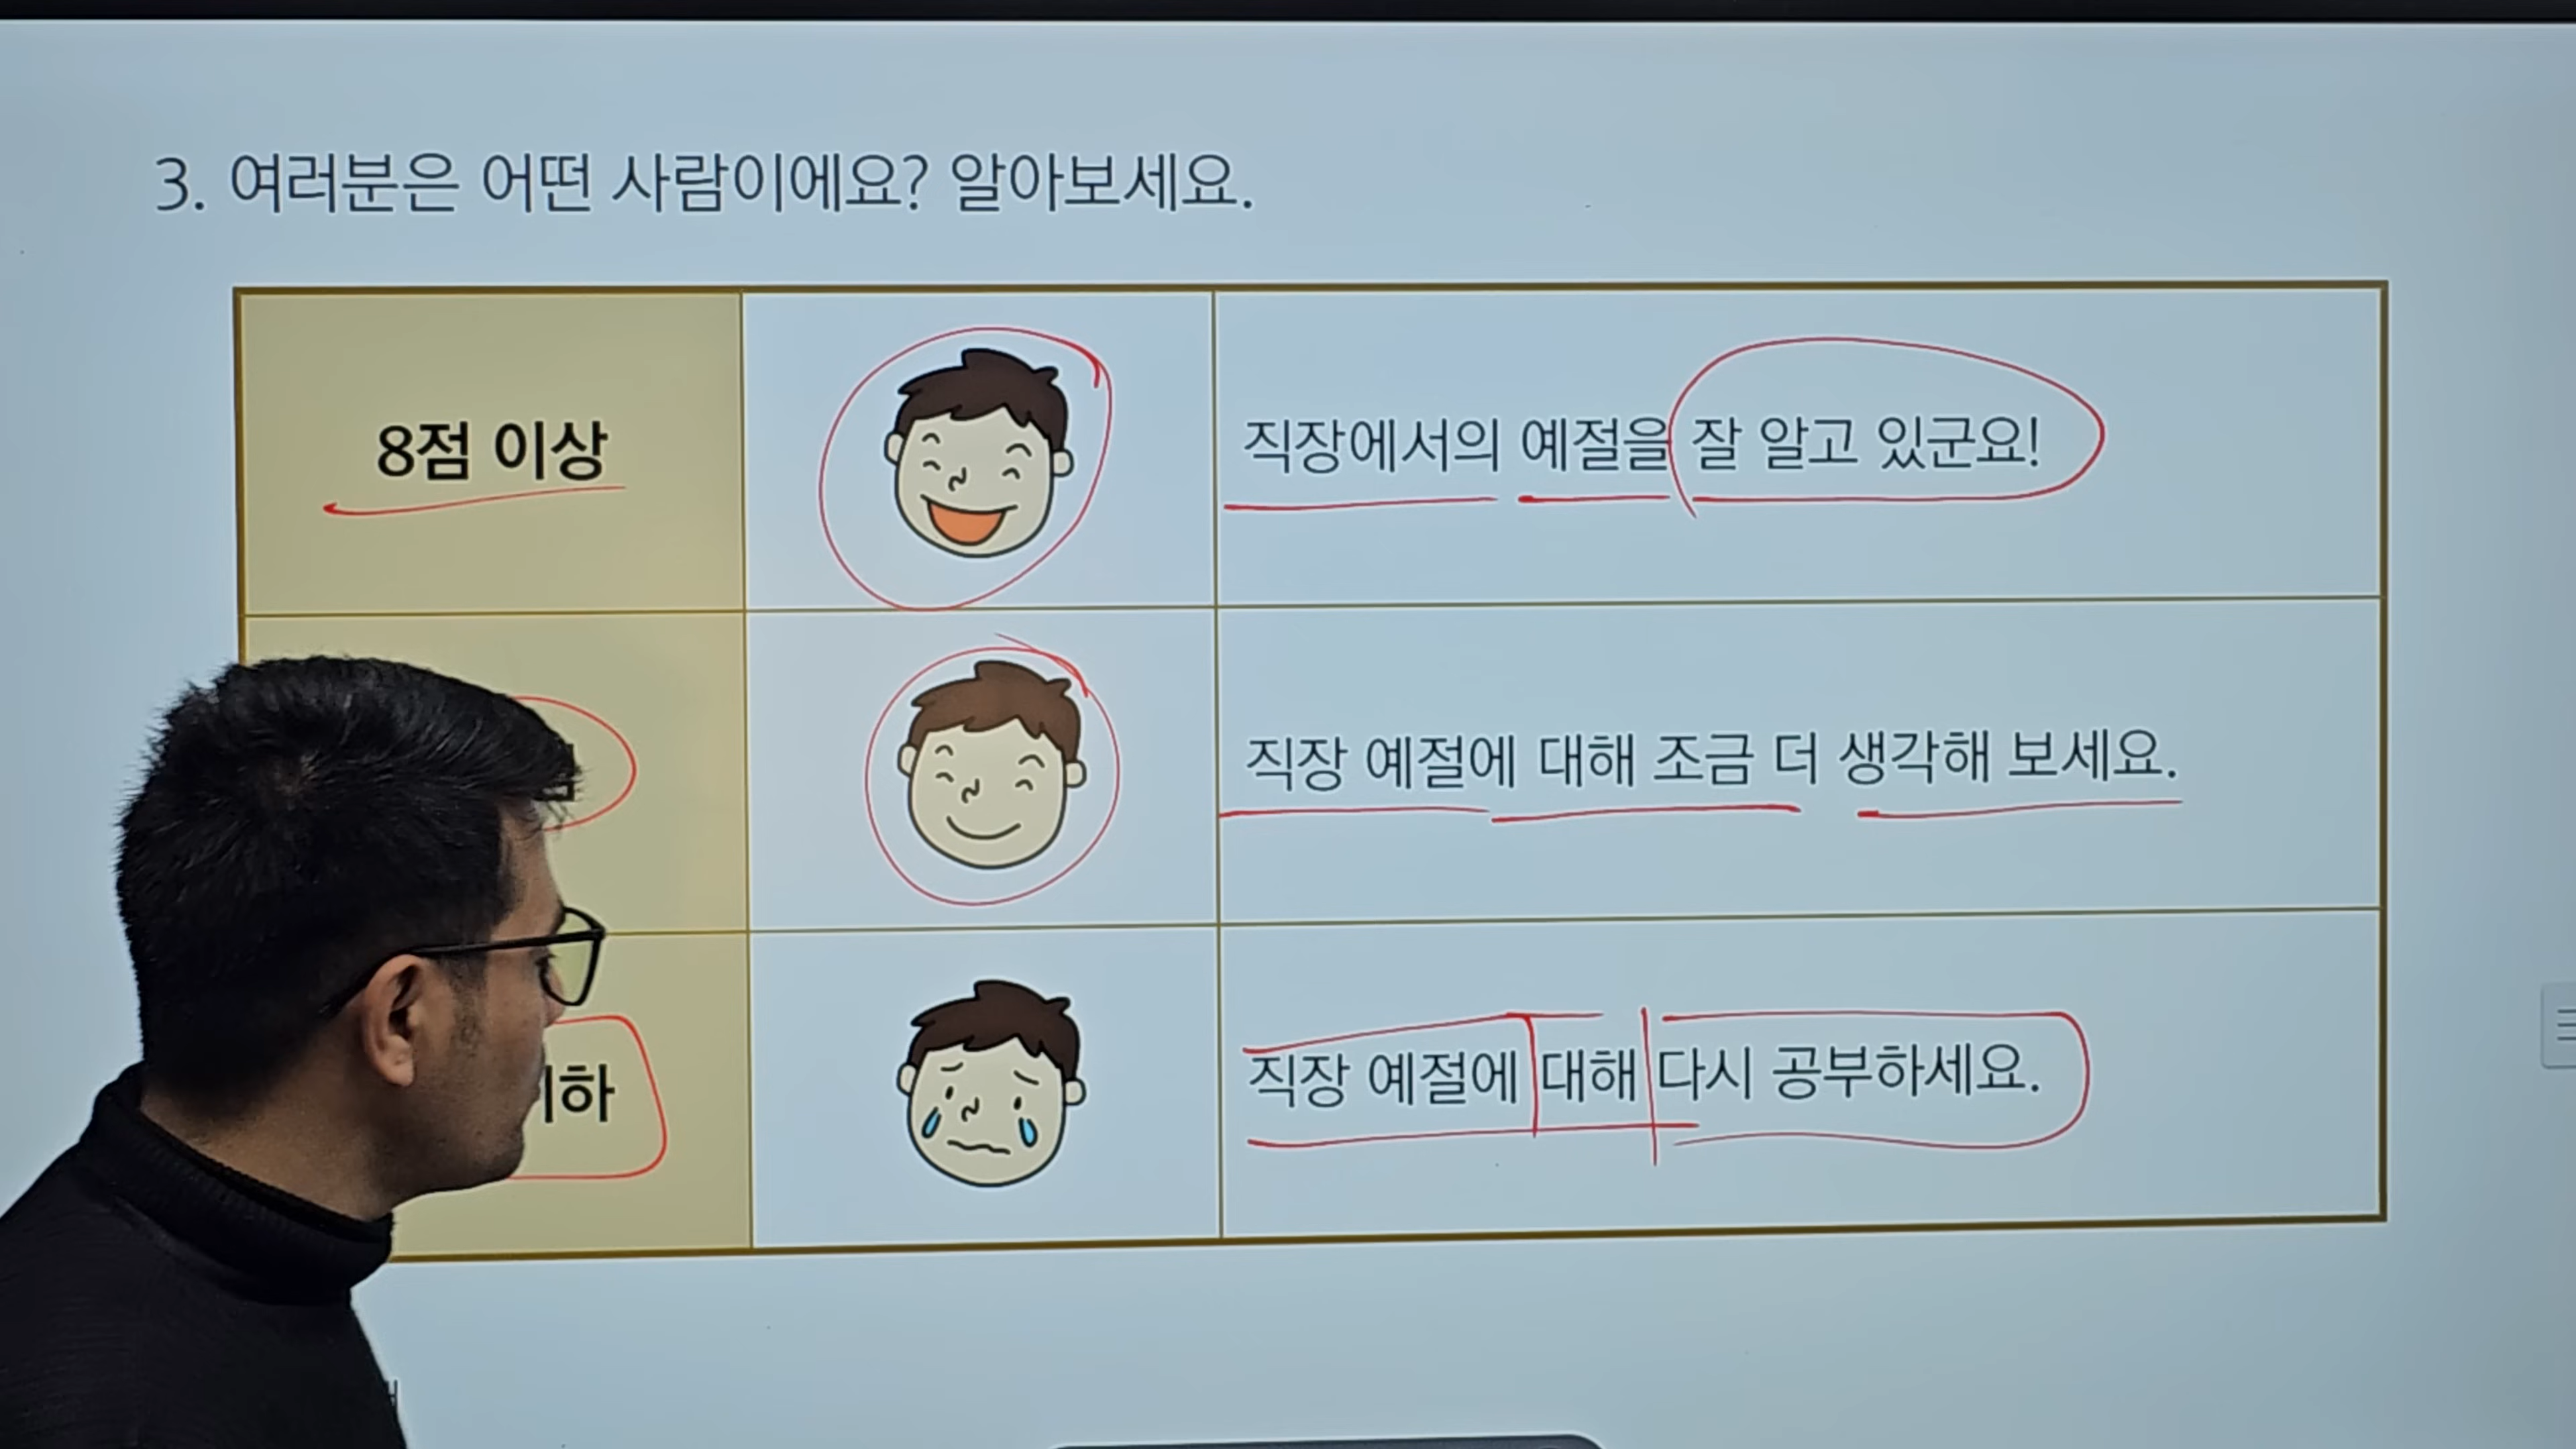 3. 여러분은 어떤 사람이에요? 알아보세요.
8점 이상
직장에서의 예절을 잘 알고 있군요!
직장 예절에 대해 조금 더 생각해 보세요.
직장 예절에 대해 다시 공부하세요.